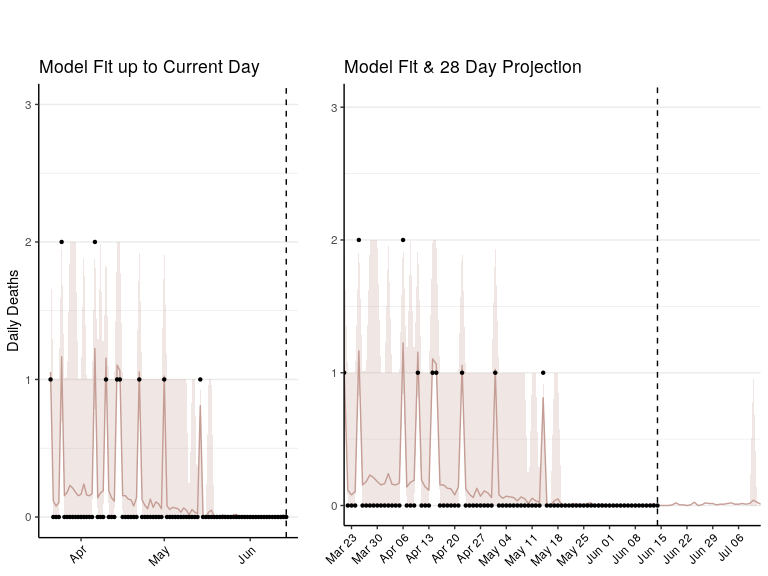 Model Fit up to Current Day
Daily Deaths
3
2
1
0
Apr
May
Jun
Model Fit & 28 Day Projection
3
2
1
0
Mar 23
Mar 30
Apr 06
Apr 13
Apr 20
Apr 27
May 04
May 11
May 18
May 25
Jun 01
Jun 08
Jun 15
Jun 22
Jun 29
Jul 06